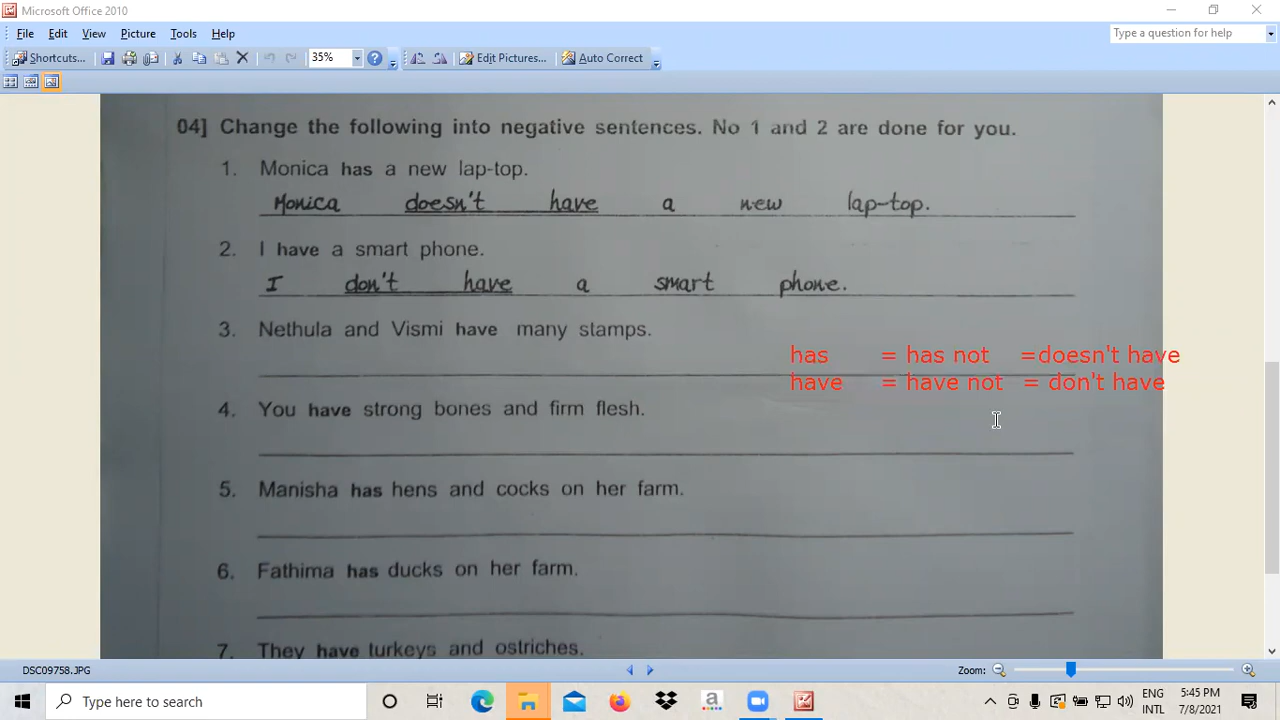 Microsoft Office 2010
File Edit View Picture Tools Help
Type a question for help
Shortcuts... 35% Edit Pictures... Auto Correct
04] Change the following into negative sentences. No 1 and 2 are done for you.
1. Monica has a new lap-top.
Monica doesn't have a new lap-top.
2. I have a smart phone.
I don't have a smart phone.
3. Nethula and Vismi have many stamps.
has = has not =doesn't have
have = have not = don't have
4. You have strong bones and firm flesh.
5. Manisha has hens and cocks on her farm.
6. Fathima has ducks on her farm.
7. They have turkeys and ostriches.
DSC09758.JPG Zoom:
Type here to search
a
ENG 5:45 PM
INTL 7/8/2021